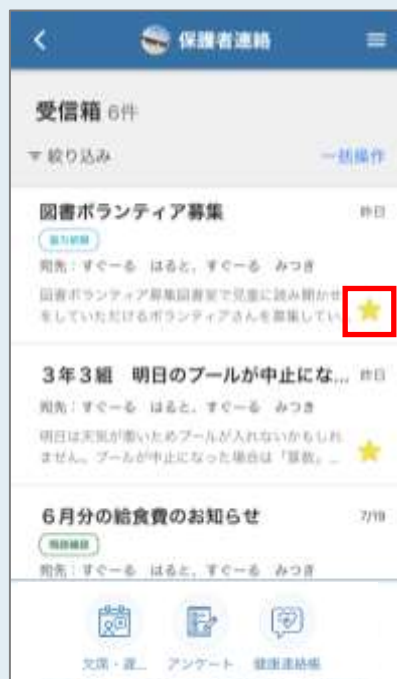 保護者連絡
受信箱 6件
絞り込み 一括操作
図書ボランティア募集 昨日
協力依頼
宛先：すぐーる はると、すぐーる みつき
図書ボランティア募集図書室で児童に読み聞かせ
をしていただけるボランティアさんを募集してい
3年3組 明日のプールが中止にな... 昨日
宛先：すぐーる はると、すぐーる みつき
明日は天気が悪いためプールが入れないかもしれ
ません。プールが中止になった場合は「算数」...
6月分の給食費のお知らせ 7/19
宛先：すぐーる はると、すぐーる みつき
欠席・遅... アンケート 健康連絡帳